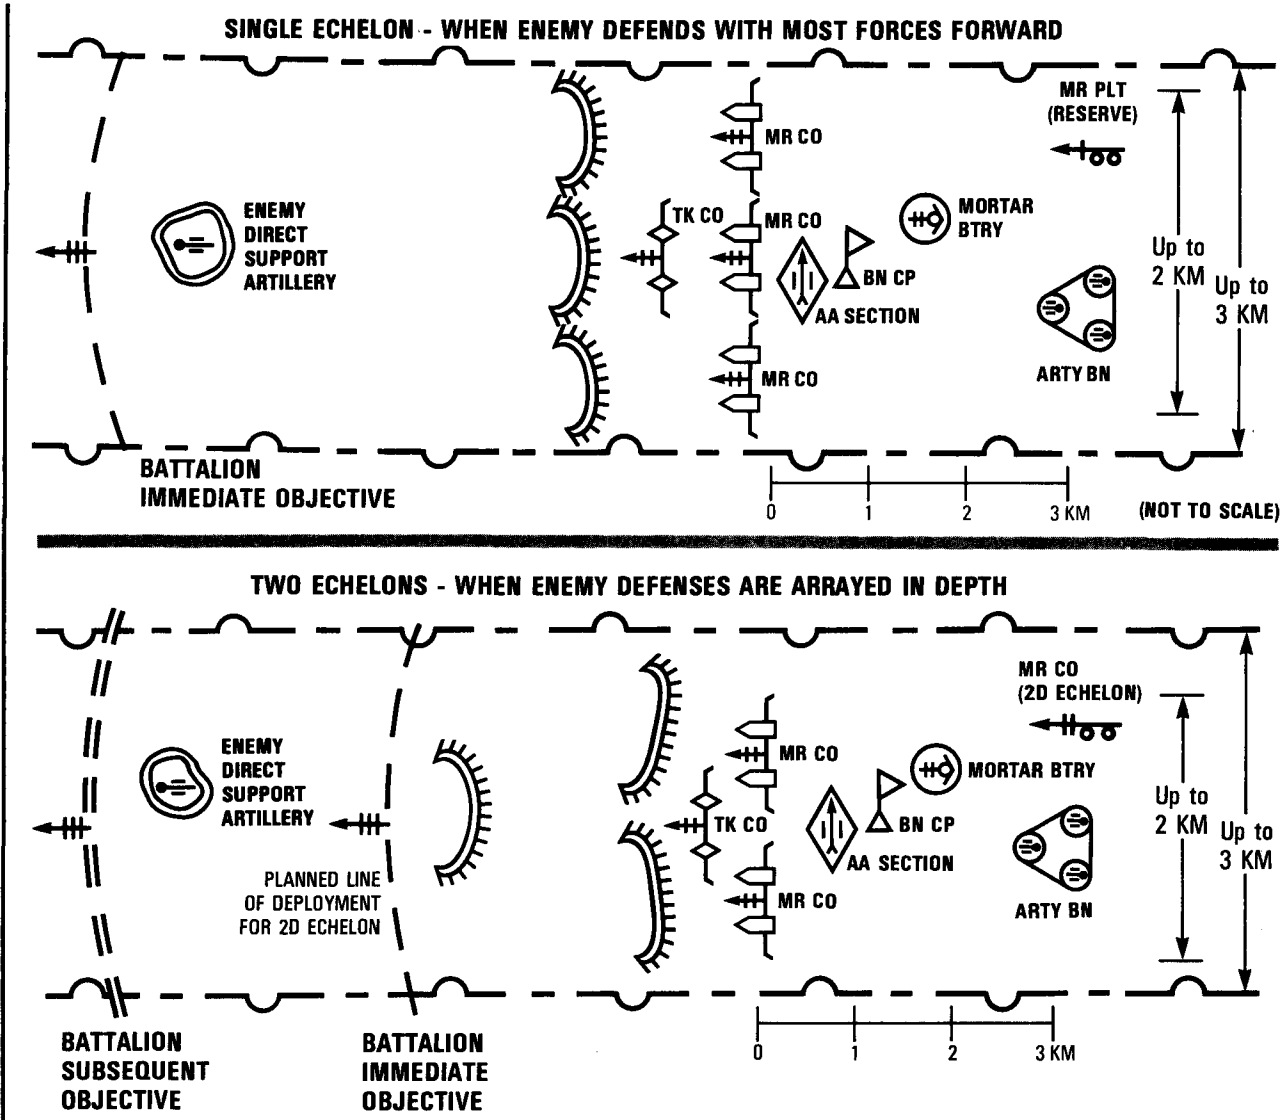 SINGLE ECHELON - WHEN ENEMY DEFENDS WITH MOST FORCES FORWARD
MR PLT
(RESERVE)
MR CO
ENEMY
DIRECT
SUPPORT
ARTILLERY
TK CO
MR CO
MORTAR
BTRY
BN CP
AA SECTION
Up to
2 KM
Up to
3 KM
MR CO
ARTY BN
BATTALION
IMMEDIATE OBJECTIVE
0 1 2 3 KM
(NOT TO SCALE)
TWO ECHELONS - WHEN ENEMY DEFENSES ARE ARRAYED IN DEPTH
MR CO
(2D ECHELON)
ENEMY
DIRECT
SUPPORT
ARTILLERY
MR CO
MORTAR BTRY
TK CO
BN CP
AA SECTION
Up to
2 KM
Up to
3 KM
PLANNED LINE
OF DEPLOYMENT
FOR 2D ECHELON
MR CO
ARTY BN
BATTALION
SUBSEQUENT
OBJECTIVE
BATTALION
IMMEDIATE
OBJECTIVE
0 1 2 3 KM